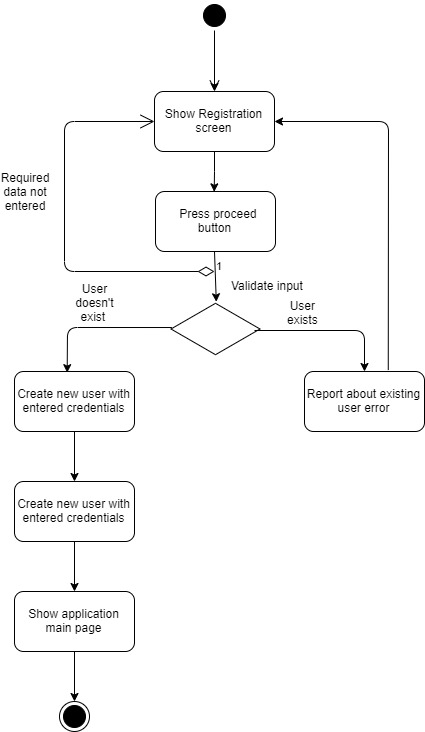 Show Registration
screen
Required
data not
entered
Press proceed
button
1
Validate input
User
doesn't
exist
User
exists
Create new user with
entered credentials
Report about existing
user error
Create new user with
entered credentials
Show application
main page